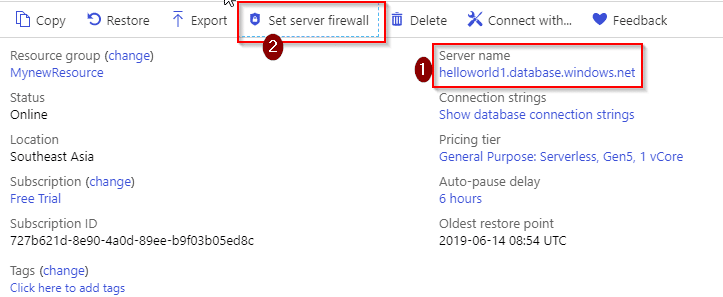 Copy Restore Export Set server firewall Delete Connect with... Feedback
2
Resource group (change)
MynewResource
Status
Online
Location
Southeast Asia
Subscription (change)
Free Trial
Subscription ID
727b621d-8e90-4a0d-89ee-b9f03b05ed8c
Tags (change)
Click here to add tags
1
Server name
helloworld1.database.windows.net
Connection strings
Show database connection strings
Pricing tier
General Purpose: Serverless, Gen5, 1 vCore
Auto-pause delay
6 hours
Oldest restore point
2019-06-14 08:54 UTC